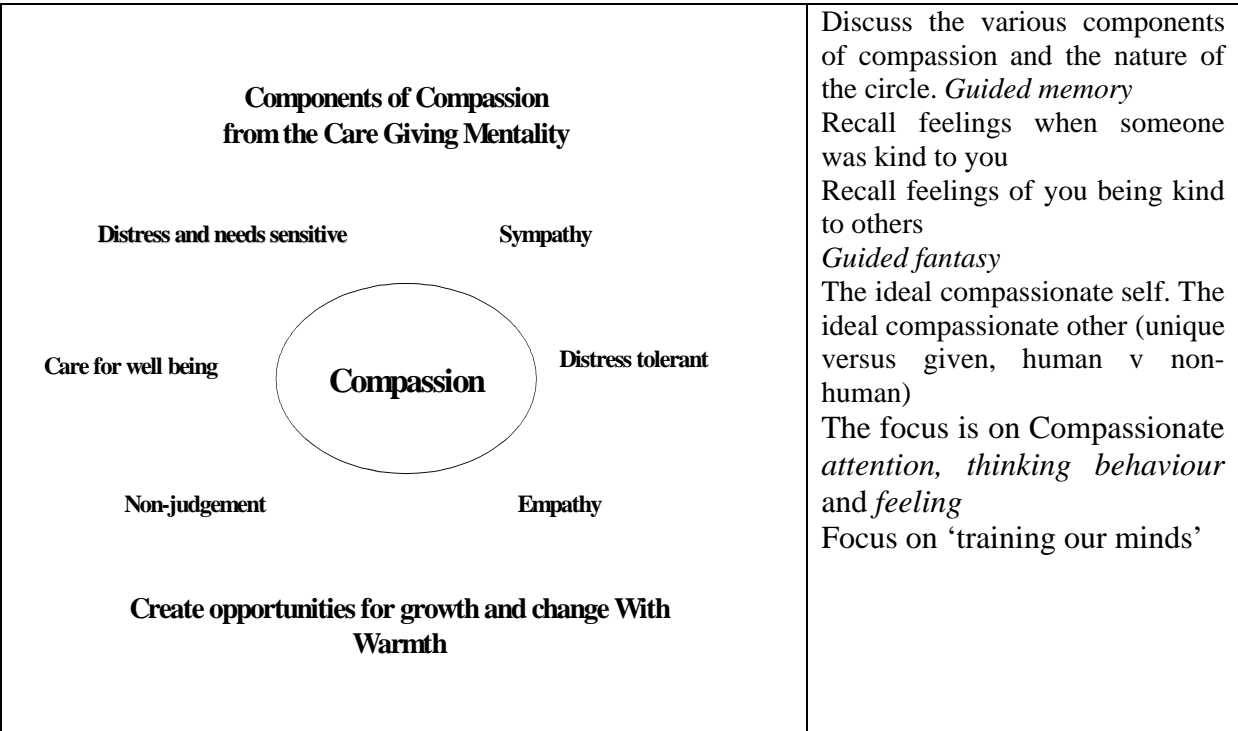 Components of Compassion
from the Care Giving Mentality
Distress and needs sensitive
Sympathy
Care for well being
Compassion
Distress tolerant
Non-judgement
Empathy
Create opportunities for growth and change With
Warmth
Discuss the various components
of compassion and the nature of
the circle. Guided memory
Recall feelings when someone
was kind to you
Recall feelings of you being kind
to others
Guided fantasy
The ideal compassionate self. The
ideal compassionate other (unique
versus given, human v non-
human)
The focus is on Compassionate
attention, thinking behaviour
and feeling
Focus on ‘training our minds’